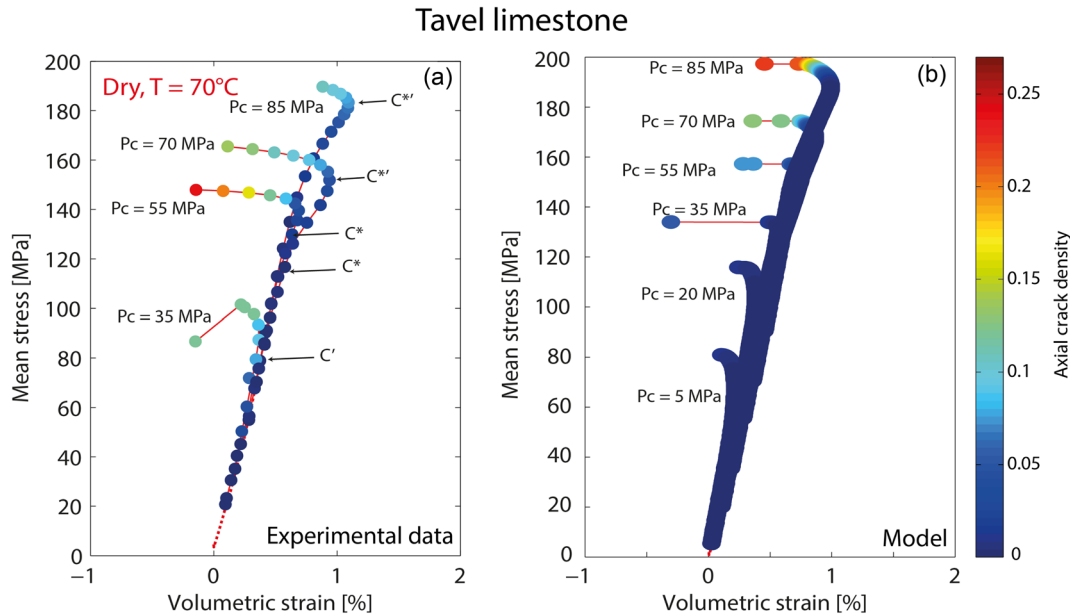 Tavel limestone
(a)
Dry, T = 70°C
Pc = 85 MPa
C*'
Pc = 70 MPa
C*'
Pc = 55 MPa
C*
C*
Pc = 35 MPa
C'
Experimental data
Mean stress [MPa]
200
180
160
140
120
100
80
60
40
20
0
−1
0
1
2
Volumetric strain [%]
(b)
Pc = 85 MPa
Pc = 70 MPa
Pc = 55 MPa
Pc = 35 MPa
Pc = 20 MPa
Pc = 5 MPa
Model
Mean stress [MPa]
200
180
160
140
120
100
80
60
40
20
0
−1
0
1
2
Volumetric strain [%]
0.25
0.2
0.15
0.1
0.05
0
Axial crack density